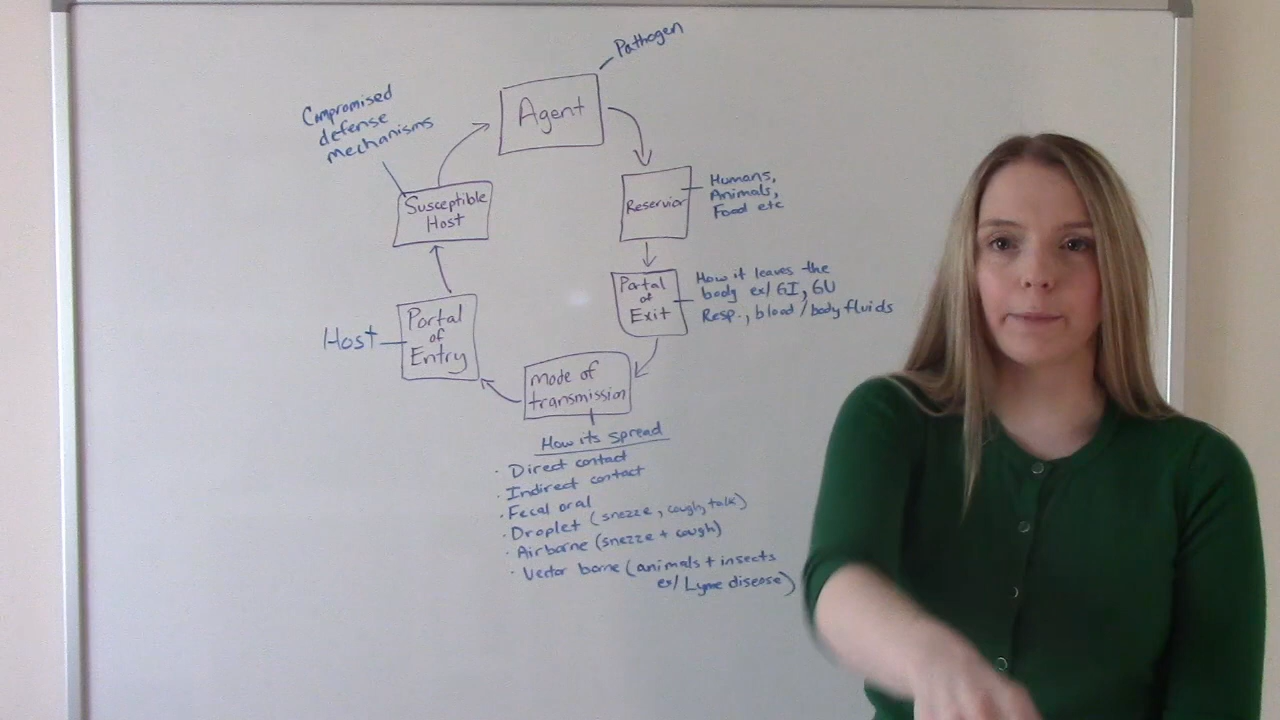 Pathogen
Agent
Compromised
defense
mechanisms
Susceptible
Host
Reservior
Humans,
Animals,
Food etc
Portal
of
Exit
How it leaves the
body ex/ GI, GU
Resp., blood/body fluids
Host
Portal
of
Entry
Mode of
transmission
How its spread
· Direct contact
· Indirect contact
· Fecal oral
· Droplet (snezze, cough, talk)
· Airborne (snezze + cough)
· Vector borne (animals + insects
ex/ Lyme disease)